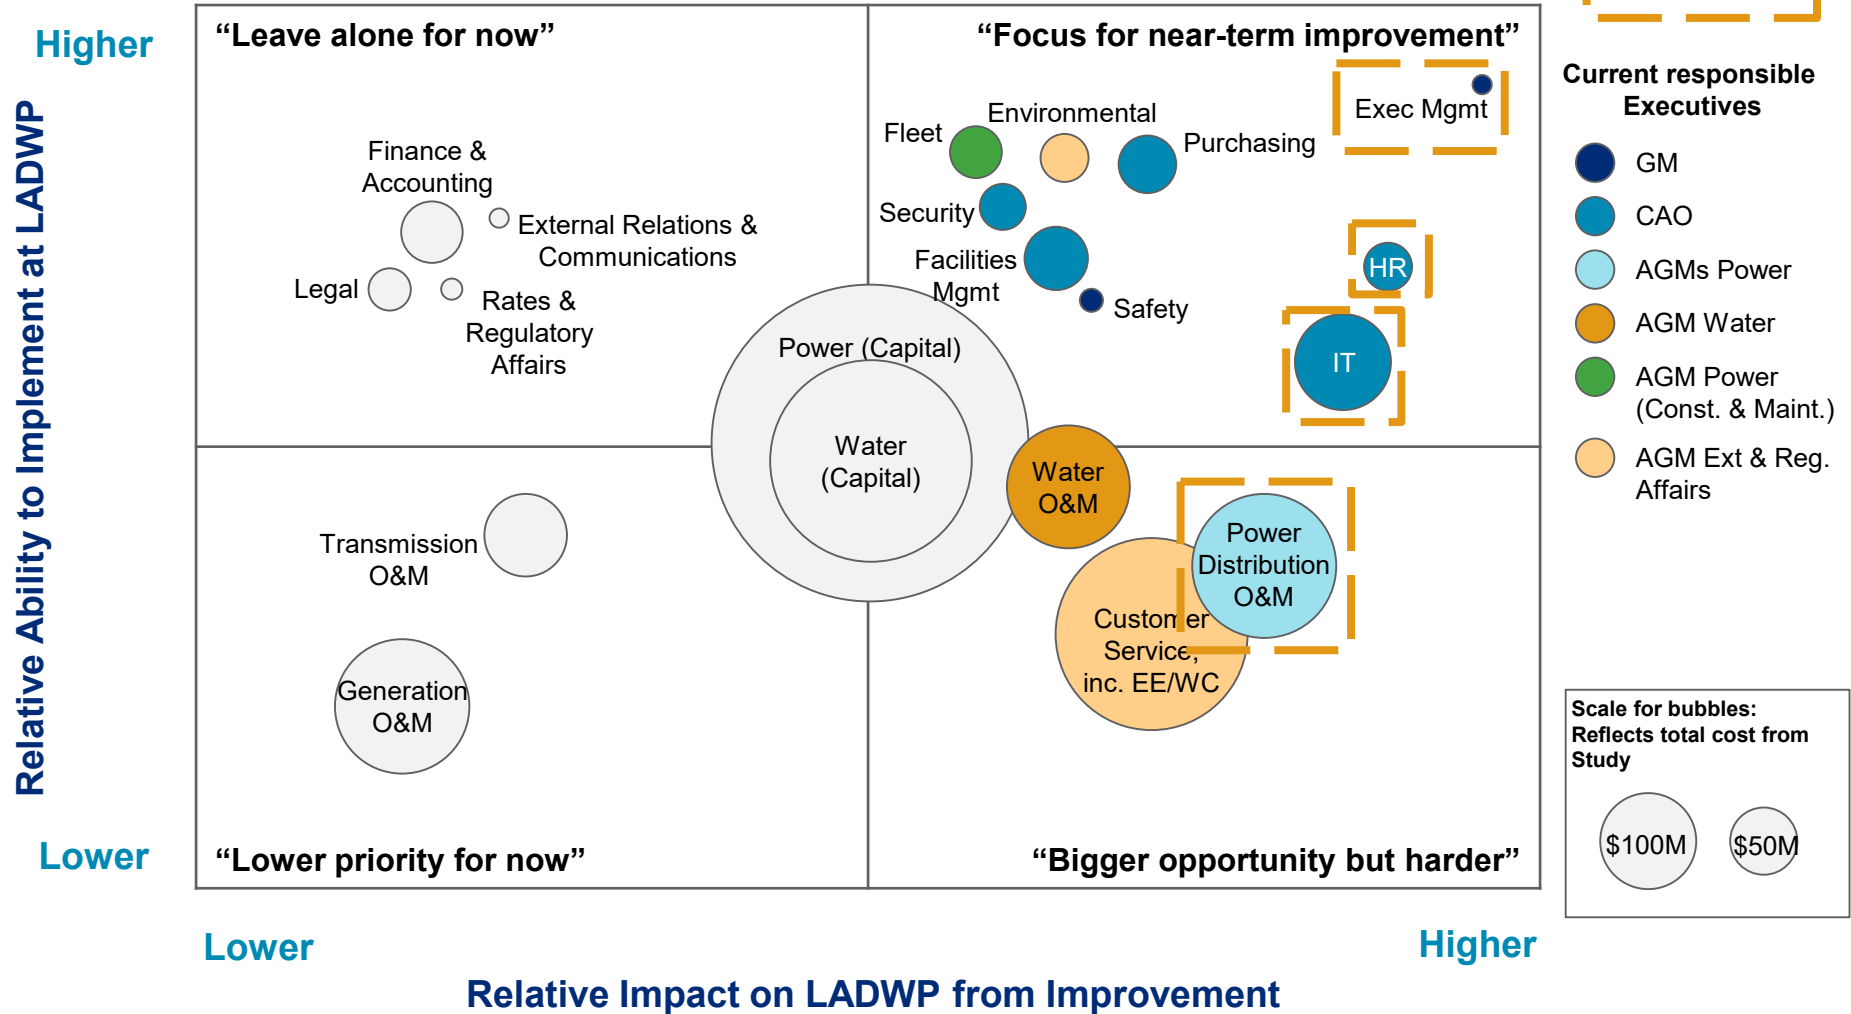 Higher
“Leave alone for now”
“Focus for near-term improvement”
Relative Ability to Implement at LADWP
Exec Mgmt
Environmental
Fleet
Purchasing
Finance &
Accounting
Security
External Relations &
Communications
Facilities
Mgmt
HR
Legal
Rates &
Regulatory
Affairs
Safety
Power (Capital)
IT
Water
(Capital)
Water
O&M
Power
Distribution
O&M
Transmission
O&M
Customer
Service,
inc. EE/WC
Generation
O&M
Lower
“Lower priority for now”
“Bigger opportunity but harder”
Lower
Higher
Relative Impact on LADWP from Improvement
Current responsible
Executives
GM
CAO
AGMs Power
AGM Water
AGM Power
(Const. & Maint.)
AGM Ext & Reg.
Affairs
Scale for bubbles:
Reflects total cost from
Study
$100M
$50M